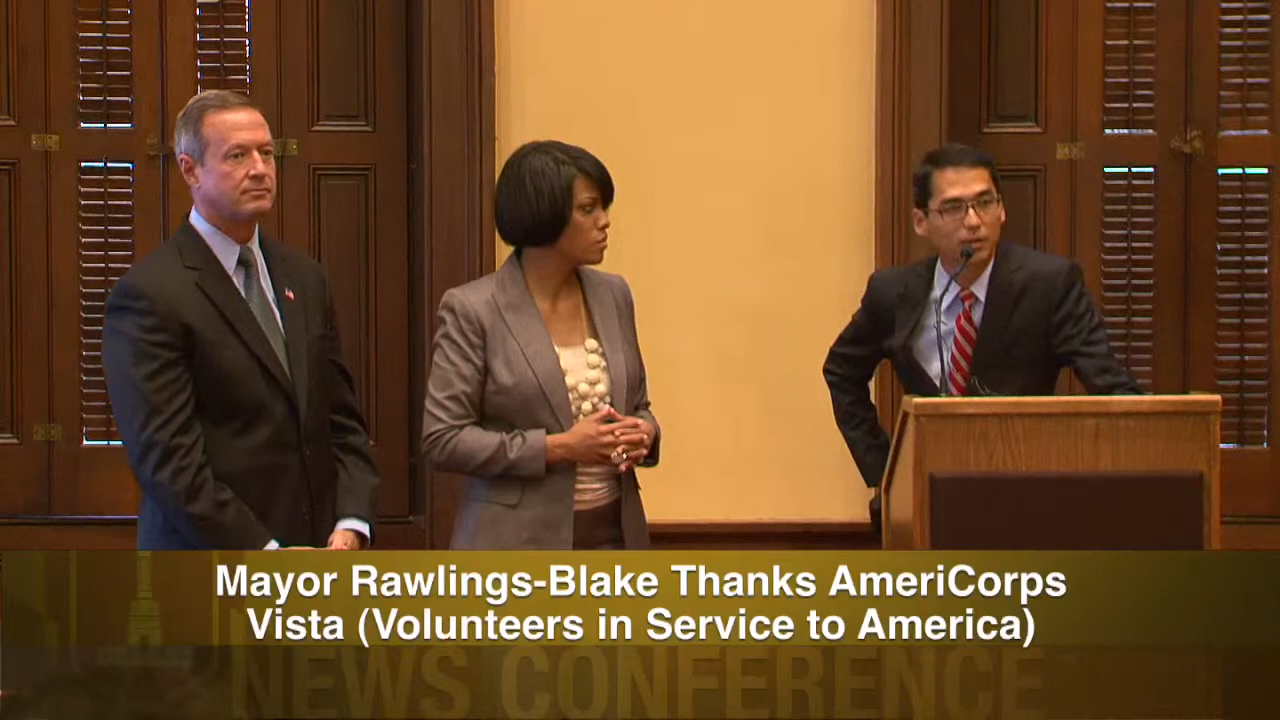 Mayor Rawlings-Blake Thanks AmeriCorps
Vista (Volunteers in Service to America)
NEWS CONFERENCE